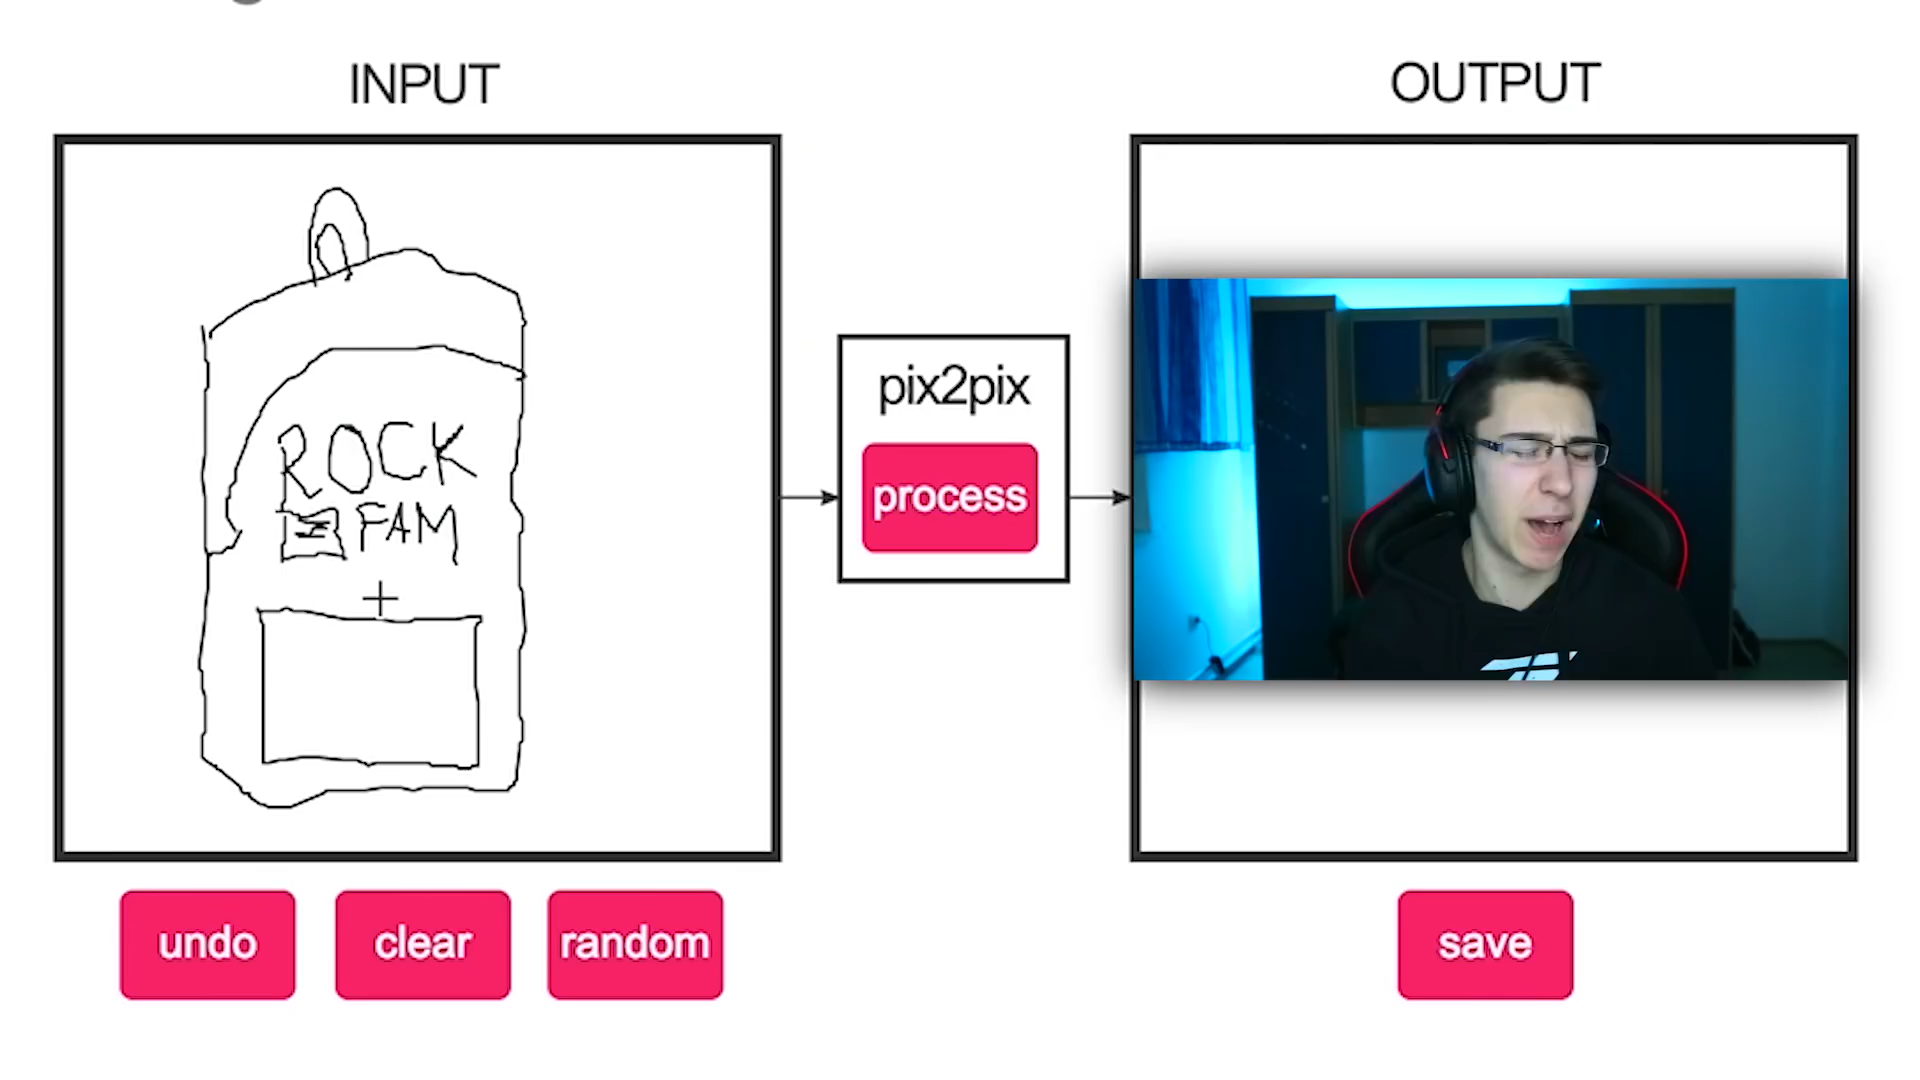 INPUT
OUTPUT
ROCK
FAM
pix2pix
process
undo
clear
random
save